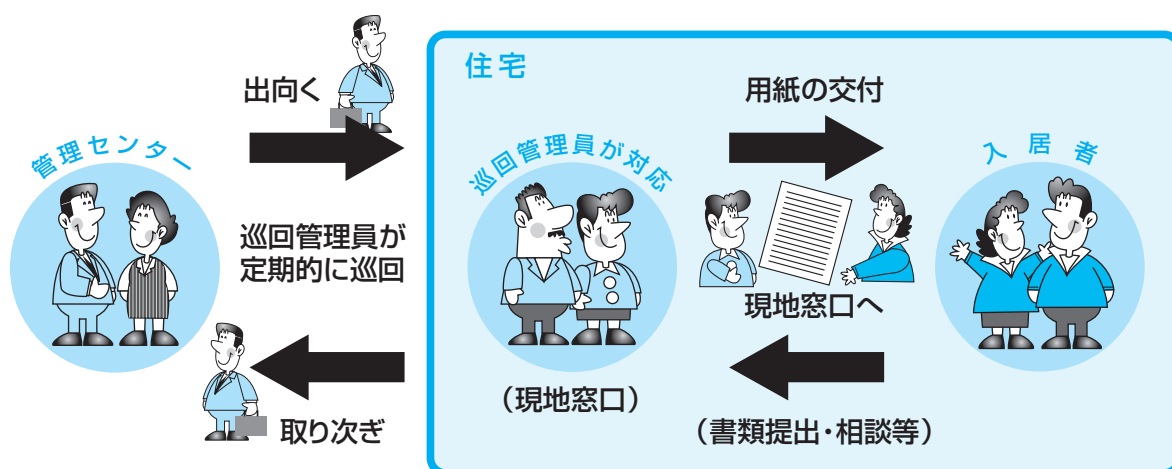 出向く
管理センター
巡回管理員が
定期的に巡回
取り次ぎ
住宅
巡回管理員が対応
(現地窓口)
用紙の交付
現地窓口へ
(書類提出・相談等)
入居者